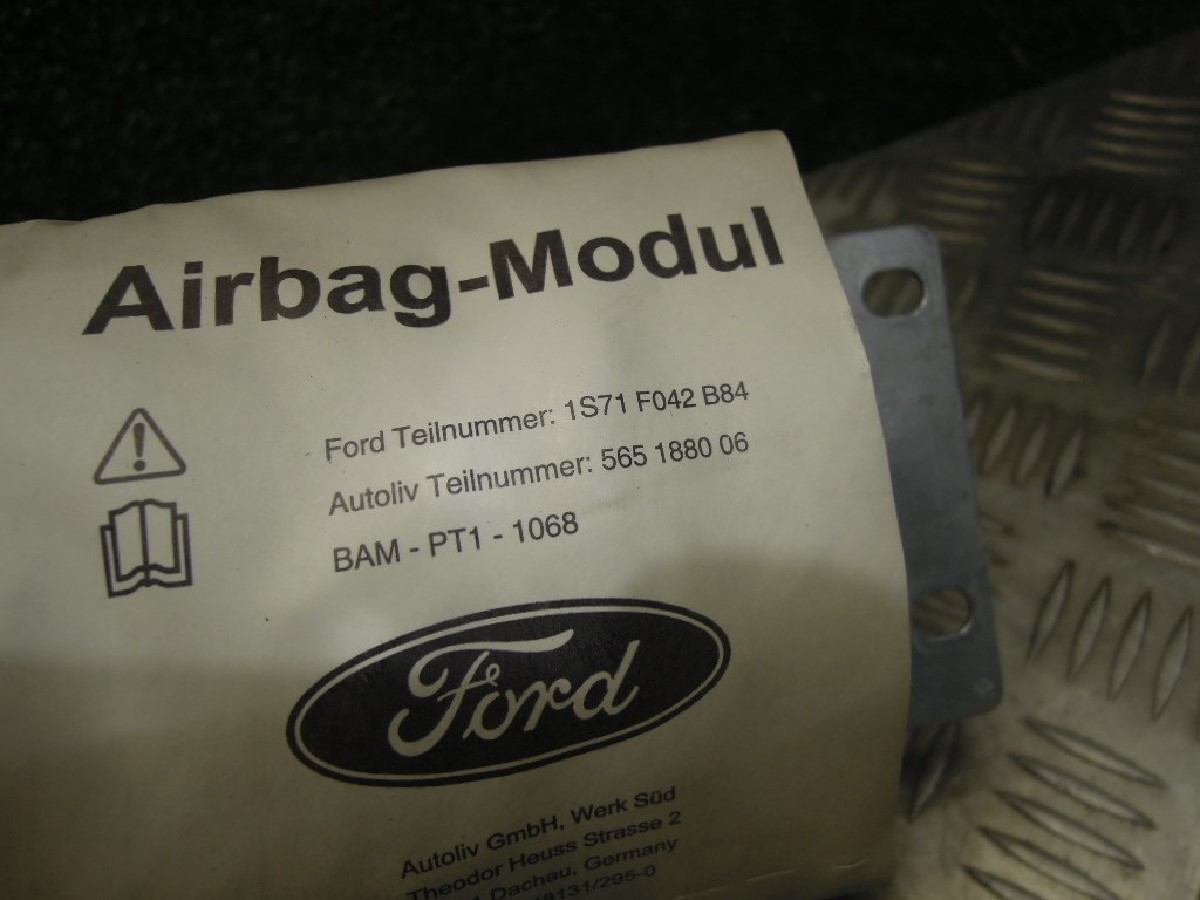 Airbag-Modul
Ford Teilnummer: 1S71 F042 B84
Autoliv Teilnummer: 565 1880 06
BAM - PT1 - 1068
Ford
Autoliv GmbH, Werk Süd
Theodor Heuss Strasse 2
Dachau, Germany